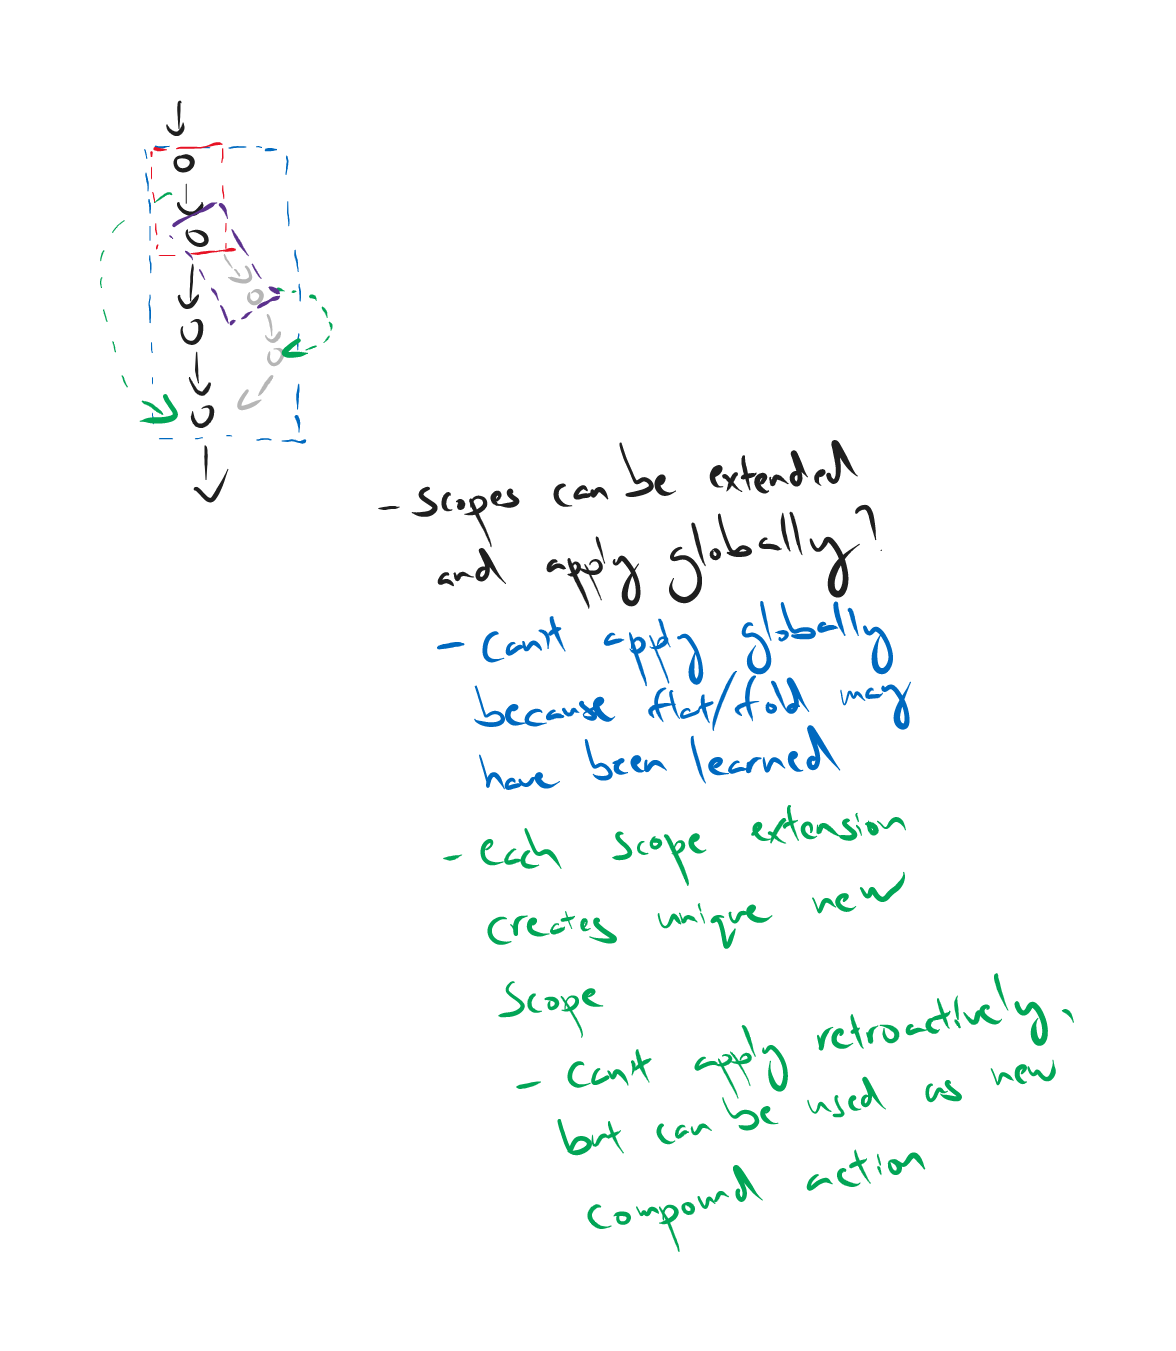 - Scopes can be extended
and apply globally?
- Can't apply globally
because flat/fold may
have been learned
- each scope extension
creates unique new
Scope
- Can't apply retroactively,
but can be used as new
compound action